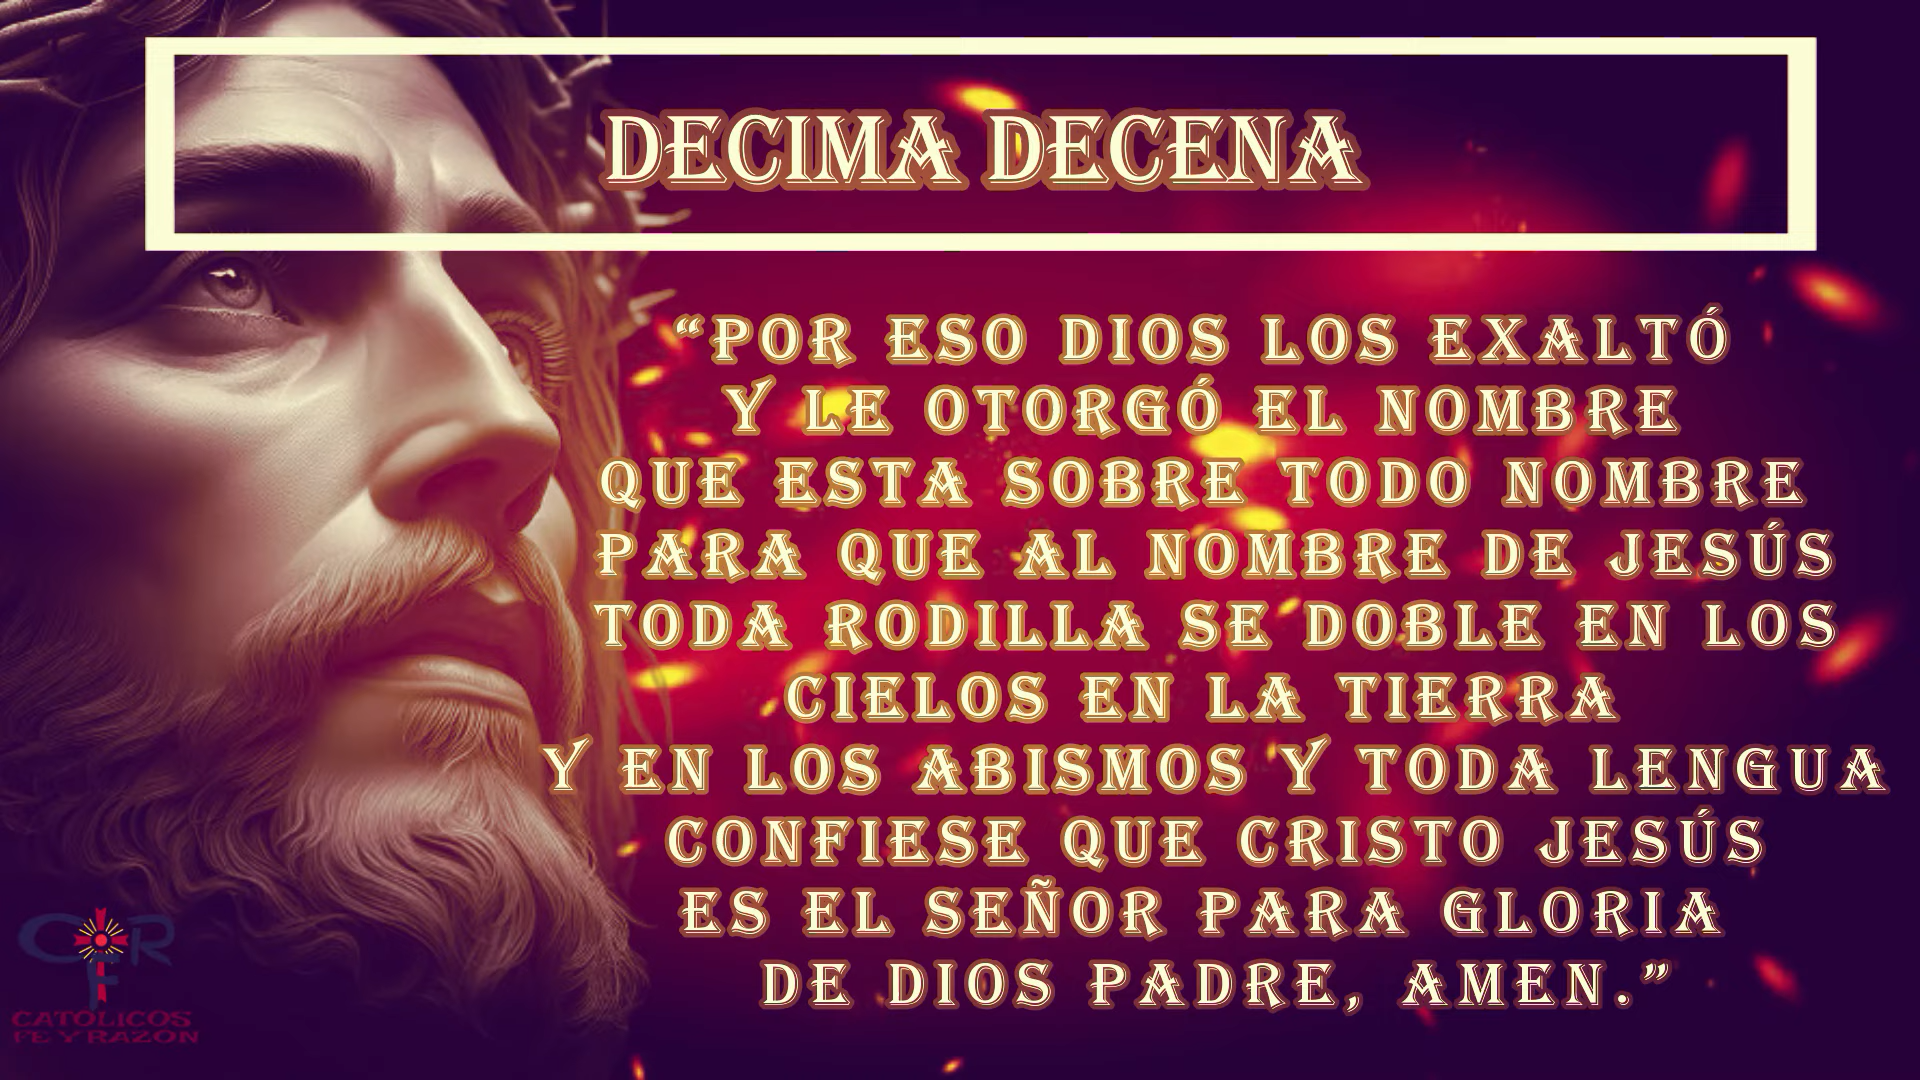 DECIMA DECENA
“POR ESO DIOS LOS EXALTÓ
Y LE OTORGÓ EL NOMBRE
QUE ESTA SOBRE TODO NOMBRE
PARA QUE AL NOMBRE DE JESÚS
TODA RODILLA SE DOBLE EN LOS
CIELOS EN LA TIERRA
Y EN LOS ABISMOS Y TODA LENGUA
CONFIESE QUE CRISTO JESÚS
ES EL SEÑOR PARA GLORIA
DE DIOS PADRE, AMEN.”
CFR
CATOLICOS
FE Y RAZON